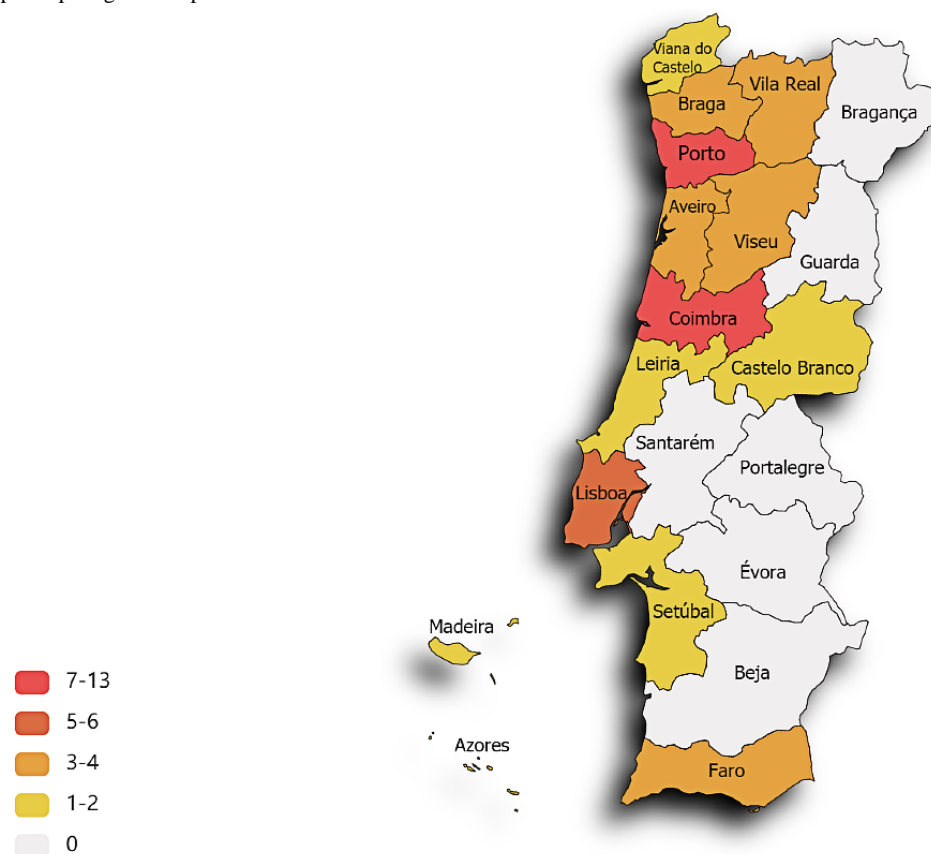 Viana do
Castelo
Vila Real
Braga
Bragança
Porto
Aveiro
Viseu
Guarda
Coimbra
Leiria
Castelo Branco
Santarém
Portalegre
Lisboa
Évora
Setúbal
Madeira
Beja
Azores
Faro
7-13
5-6
3-4
1-2
0